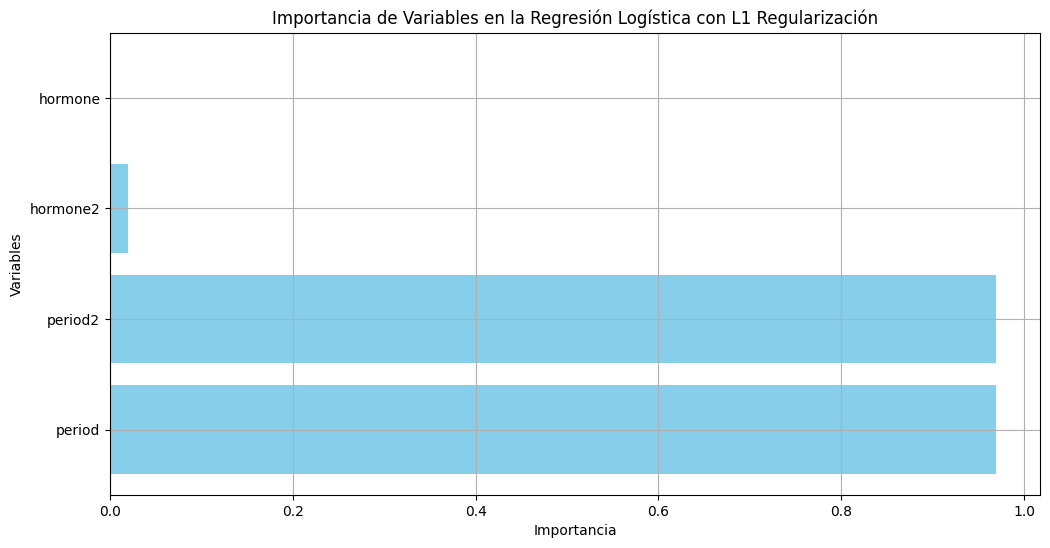 Importancia de Variables en la Regresión Logística con L1 Regularización
hormone
hormone2
period2
period
Variables
0.0 0.2 0.4 0.6 0.8 1.0
Importancia